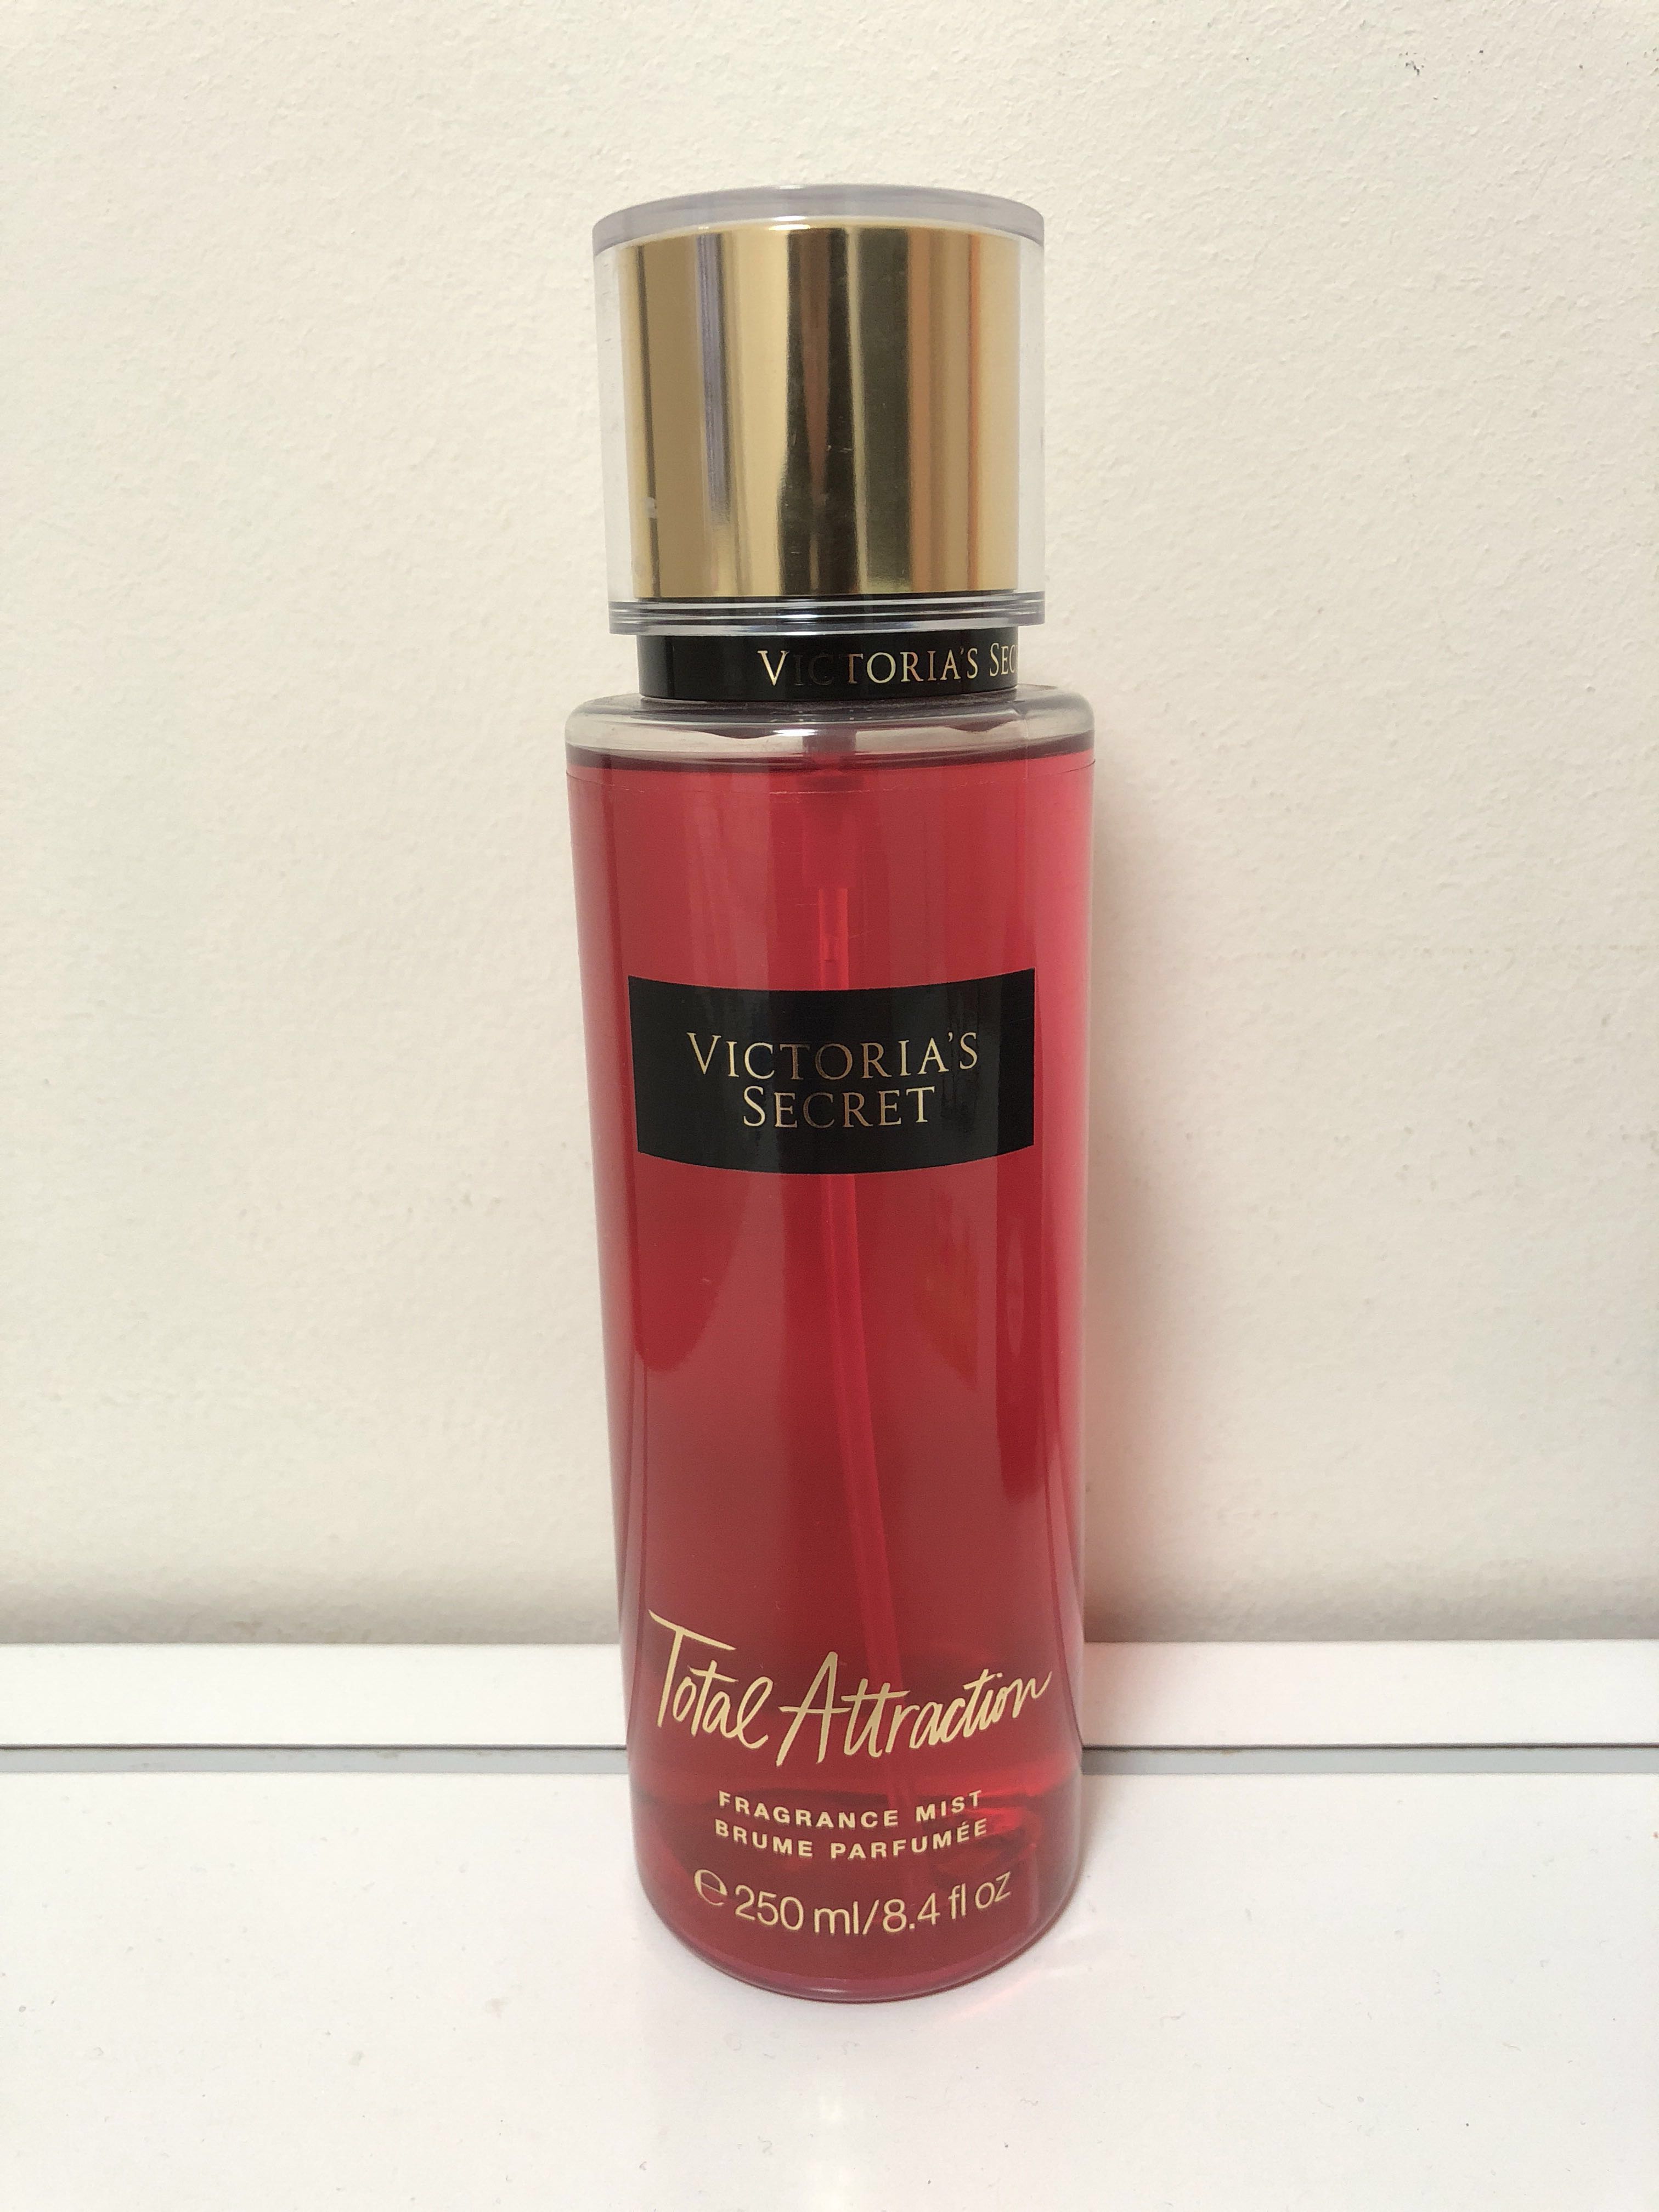 VICTORIA'S SEC
VICTORIA'S
SECRET
Total Attraction
FRAGRANCE MIST
BRUME PARFUMÉE
℮ 250 ml/8.4 fl oz